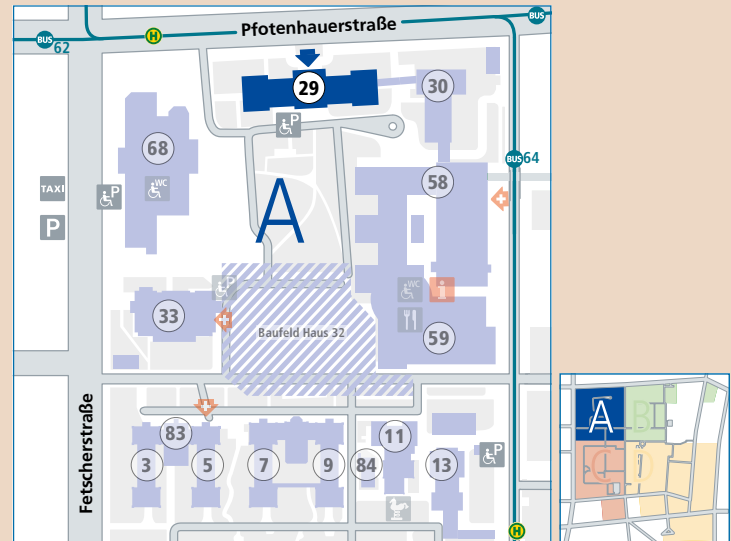 Pfotenhauerstraße
BUS
BUS
62
H
29
30
P
68
BUS
64
58
WC
TAXI
P
P
A
P
WC
i
33
Baufeld Haus 32
59
Fetscherstraße
83
11
3
5
7
9
84
13
P
H
A
B
C
D